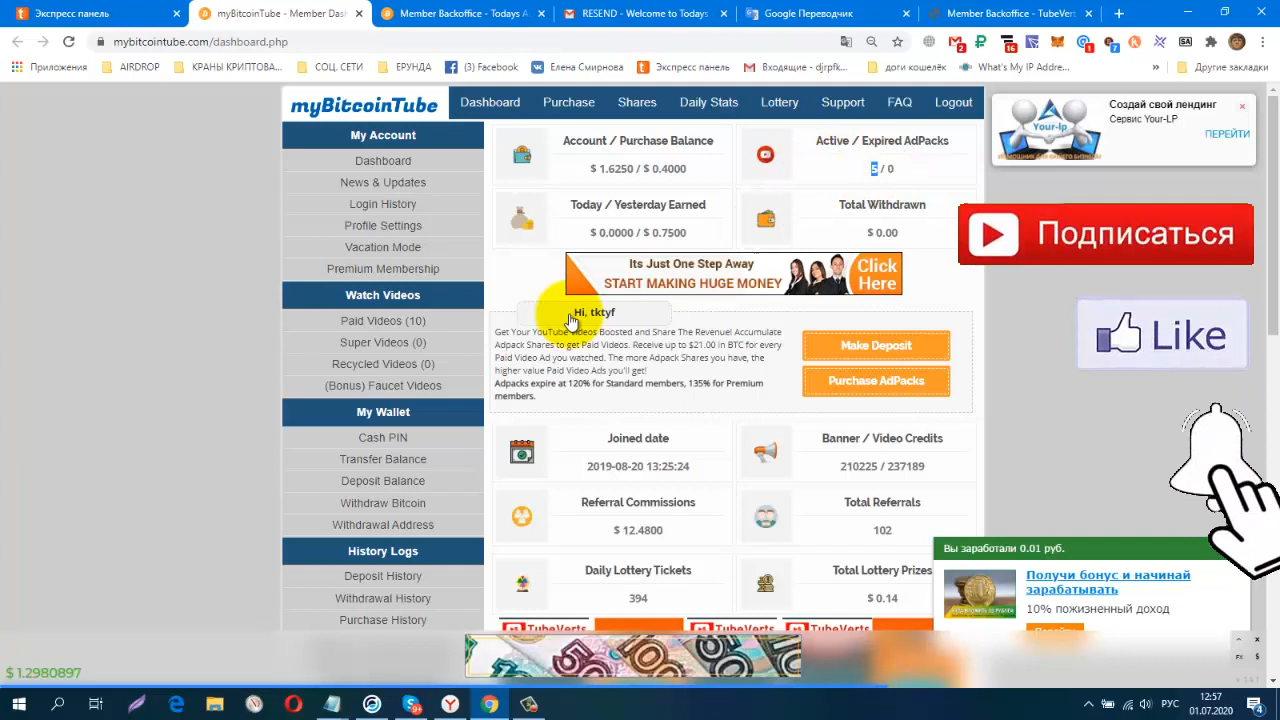 Экспресс панель
myBitcoinTube - Member Das
Member Backoffice - Todays A
RESEND - Welcome to Todays
Google Переводчик
Member Backoffice - TubeVert
mybitcointube.com/dashboard.php
Приложения
AIRDROP
КРАНЫ КРИПТОВА...
СОЦ. СЕТИ
ЕРУНДА
(3) Facebook
Елена Смирнова
Экспресс панель
Входящие - djrpfk...
доги кошелёк
What's My IP Addre...
»
Другие закладки
myBitcoinTube
Dashboard
Purchase
Shares
Daily Stats
Lottery
Support
FAQ
Logout
My Account
Dashboard
News & Updates
Login History
Profile Settings
Vacation Mode
Premium Membership
Watch Videos
Paid Videos (10)
Super Videos (0)
Recycled Videos (0)
(Bonus) Faucet Videos
My Wallet
Cash PIN
Transfer Balance
Deposit Balance
Withdraw Bitcoin
Withdrawal Address
History Logs
Deposit History
Withdrawal History
Purchase History
Account / Purchase Balance
$ 1.6250 / $ 0.4000
Active / Expired AdPacks
5 / 0
Today / Yesterday Earned
$ 0.0000 / $ 0.7500
Total Withdrawn
$ 0.00
Its Just One Step Away
START MAKING HUGE MONEY
Click
Here
Hi, tktyf
Get Your YouTube Videos Boosted and Share The Revenue! Accumulate
Adpack Shares to get Paid Videos. Receive up to $21.00 in BTC for every
Paid Video Ad you watched. The more Adpack Shares you have, the
higher value Paid Video Ads you'll get!
Adpacks expire at 120% for Standard members, 135% for Premium
members.
Make Deposit
Purchase AdPacks
Joined date
2019-08-20 13:25:24
Banner / Video Credits
210225 / 237189
Referral Commissions
$ 12.4800
Total Referrals
102
Daily Lottery Tickets
394
Total Lottery Prizes
$ 0.14
TubeVerts
TubeVerts
TubeVerts
Создай свой лендинг
Сервис Your-LP
ПЕРЕЙТИ
Your-lp
Подписаться
Like
Вы заработали 0.01 руб.
Получи бонус и начинай
зарабатывать
10% пожизненный доход
$ 1.2980897
РУС
12:57
01.07.2020